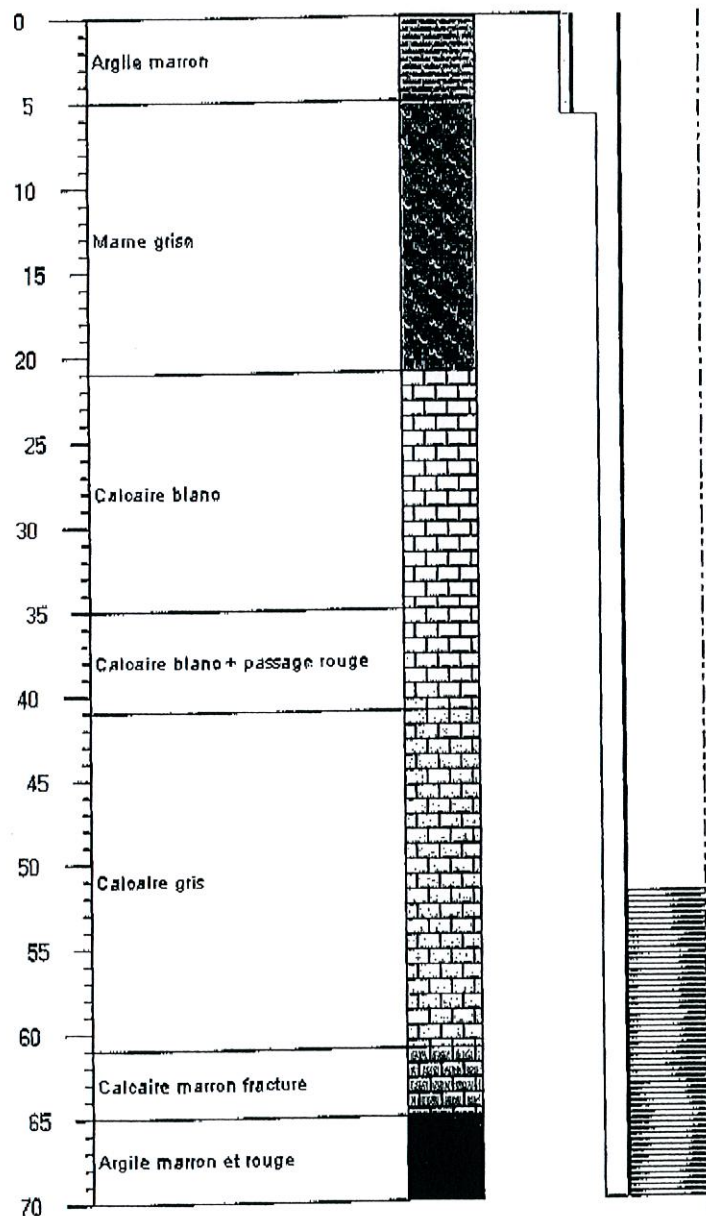 0
Argile marron
5
10
Marne grise
15
20
25
Calcaire blanc
30
35
Calcaire blanc + passage rouge
40
45
50
Calcaire gris
55
60
Calcaire marron fracturé
65
Argile marron et rouge
70